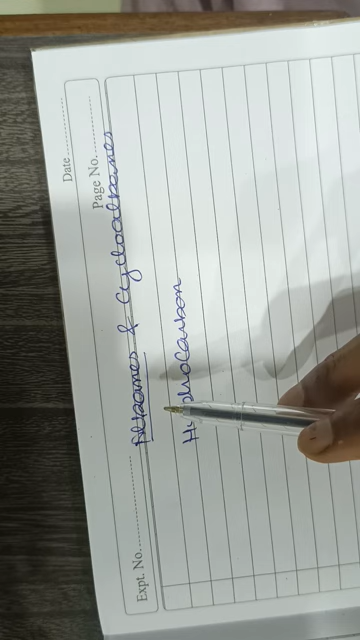 Date
Page No.
Expt. No.
Alkanes & Cycloalkanes
Hydrocarbon